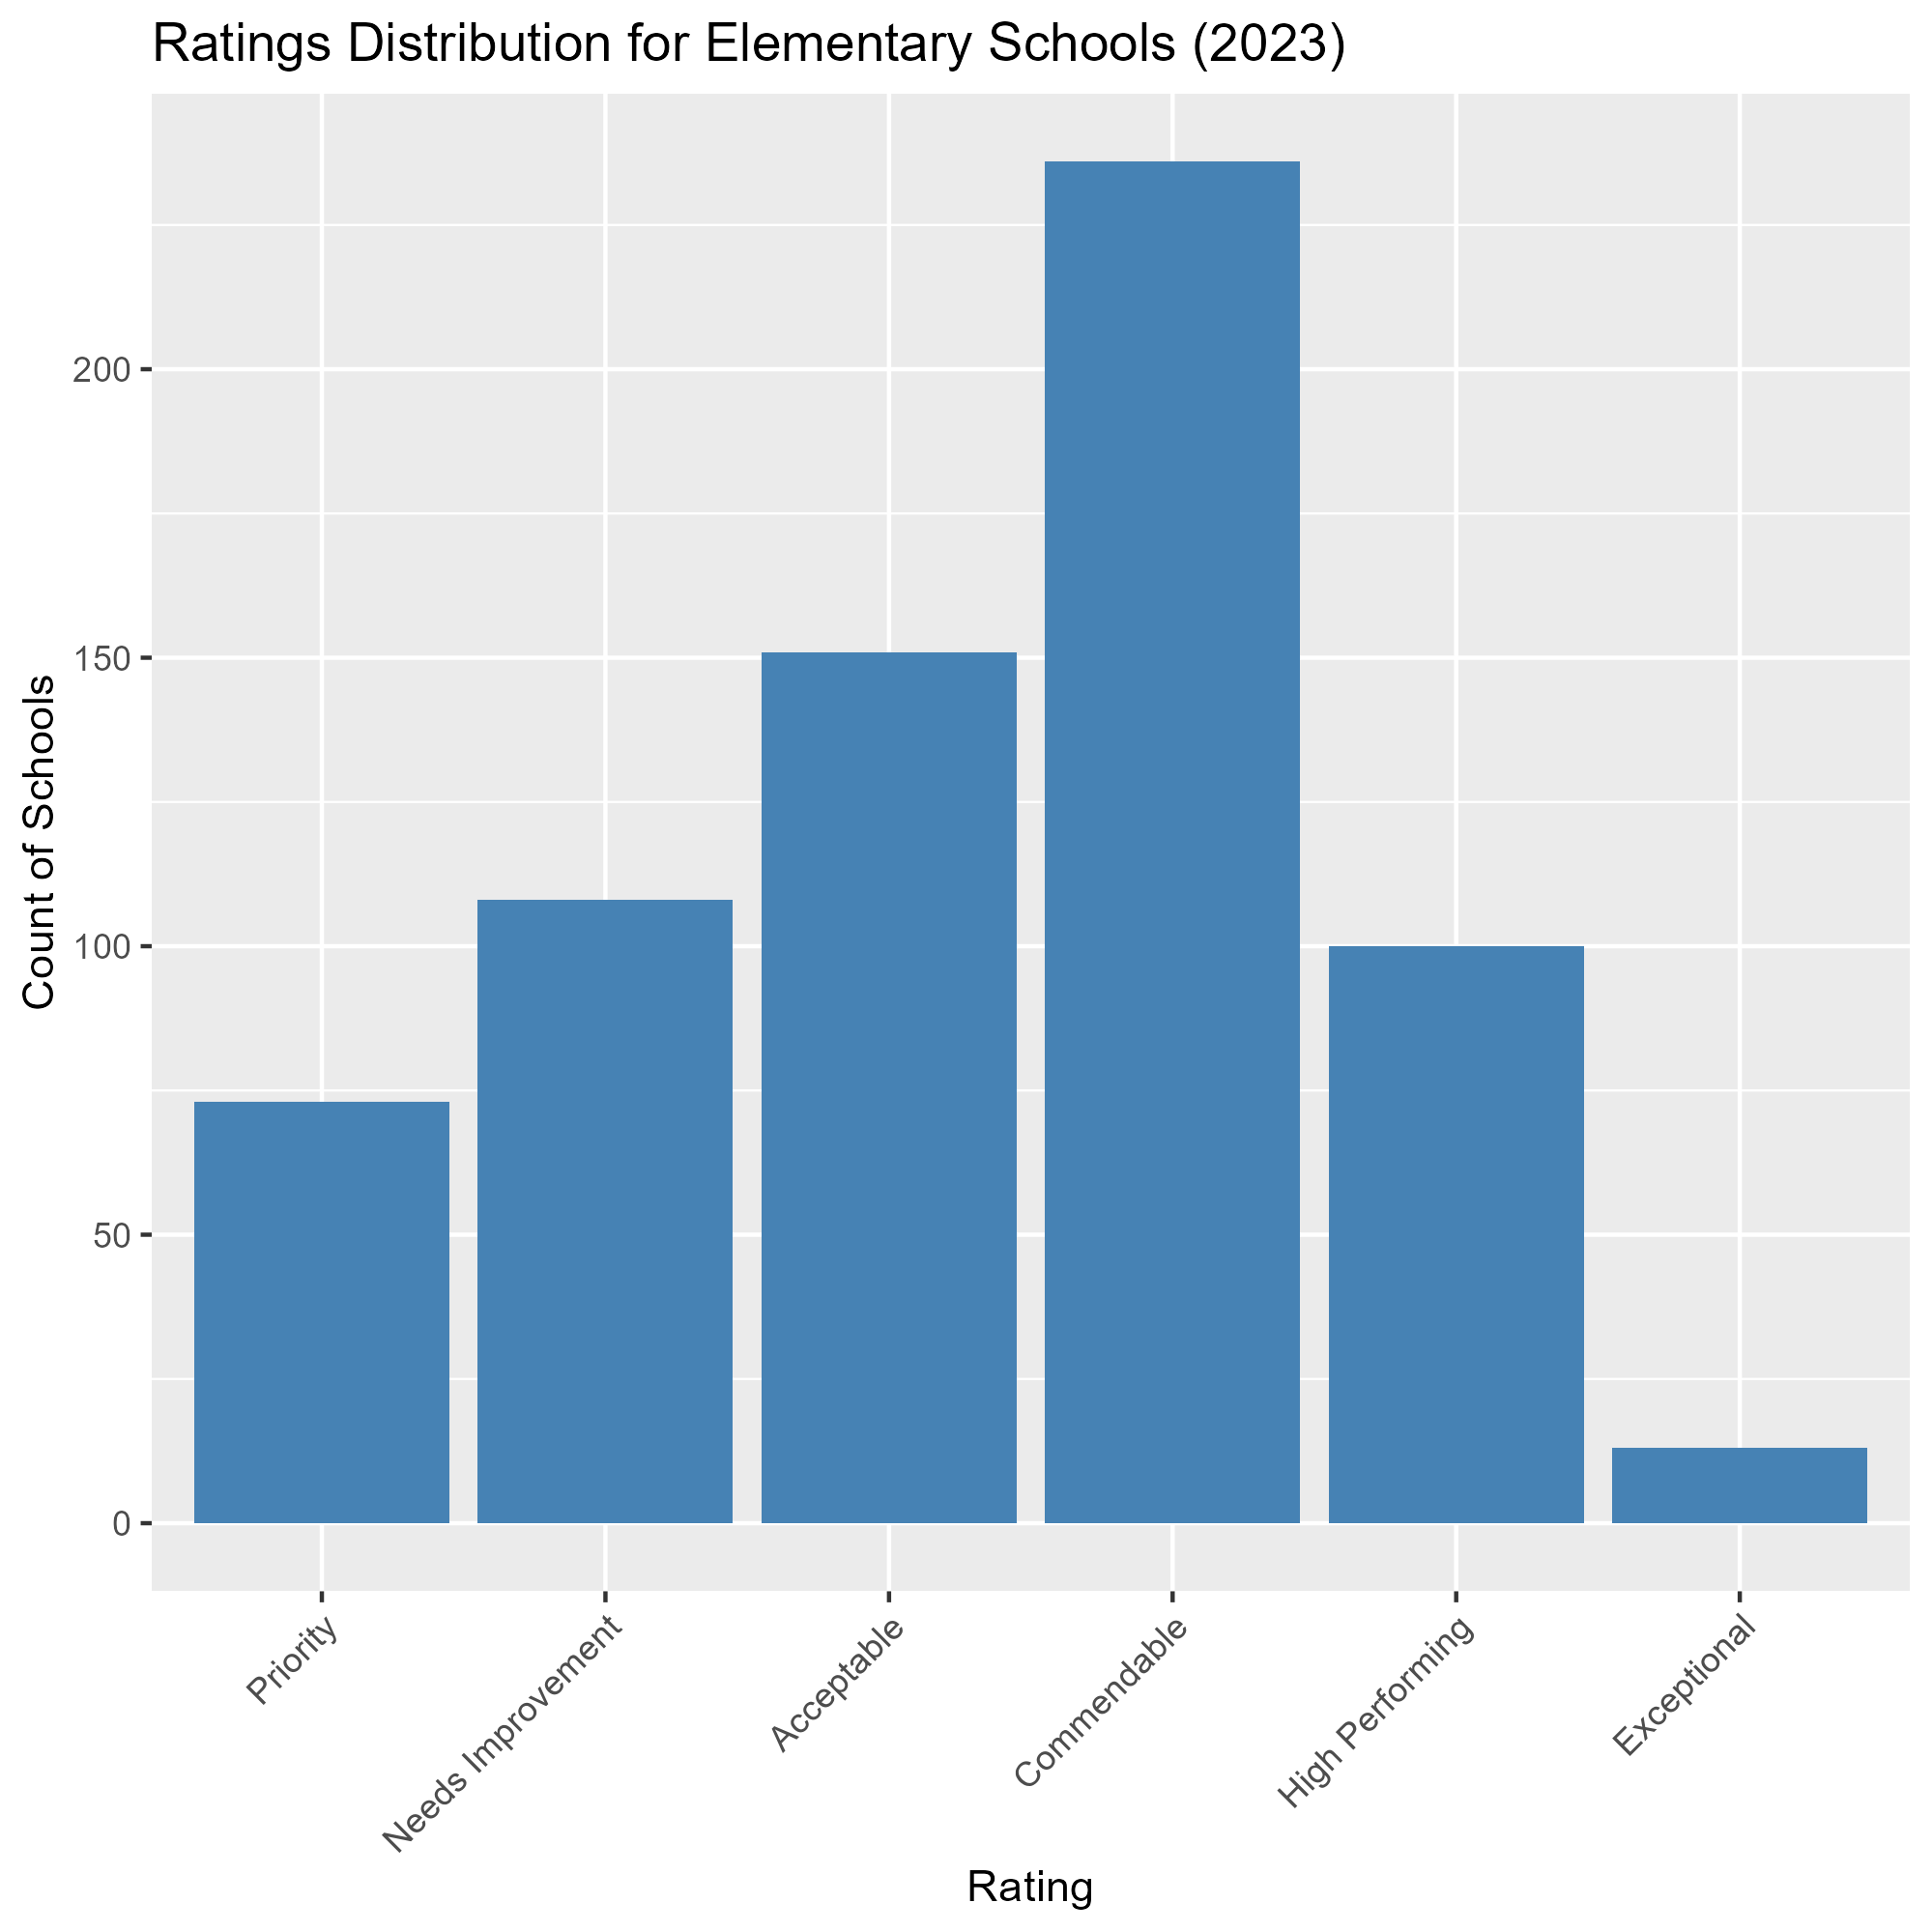 Ratings Distribution for Elementary Schools (2023)
Count of Schools
200
150
100
50
0
Priority
Needs Improvement
Acceptable
Commendable
High Performing
Exceptional
Rating